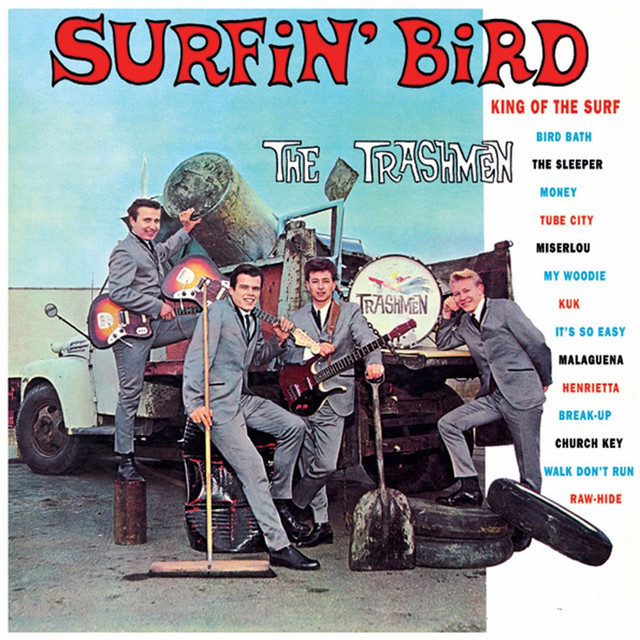 SURFiN' BiRD
KING OF THE SURF
THE TRASHMEN
BIRD BATH
THE SLEEPER
MONEY
TUBE CITY
MISERLOU
MY WOODIE
KUK
IT'S SO EASY
MALAGUENA
HENRIETTA
BREAK-UP
CHURCH KEY
WALK DON'T RUN
RAW-HIDE
TRASHMEN